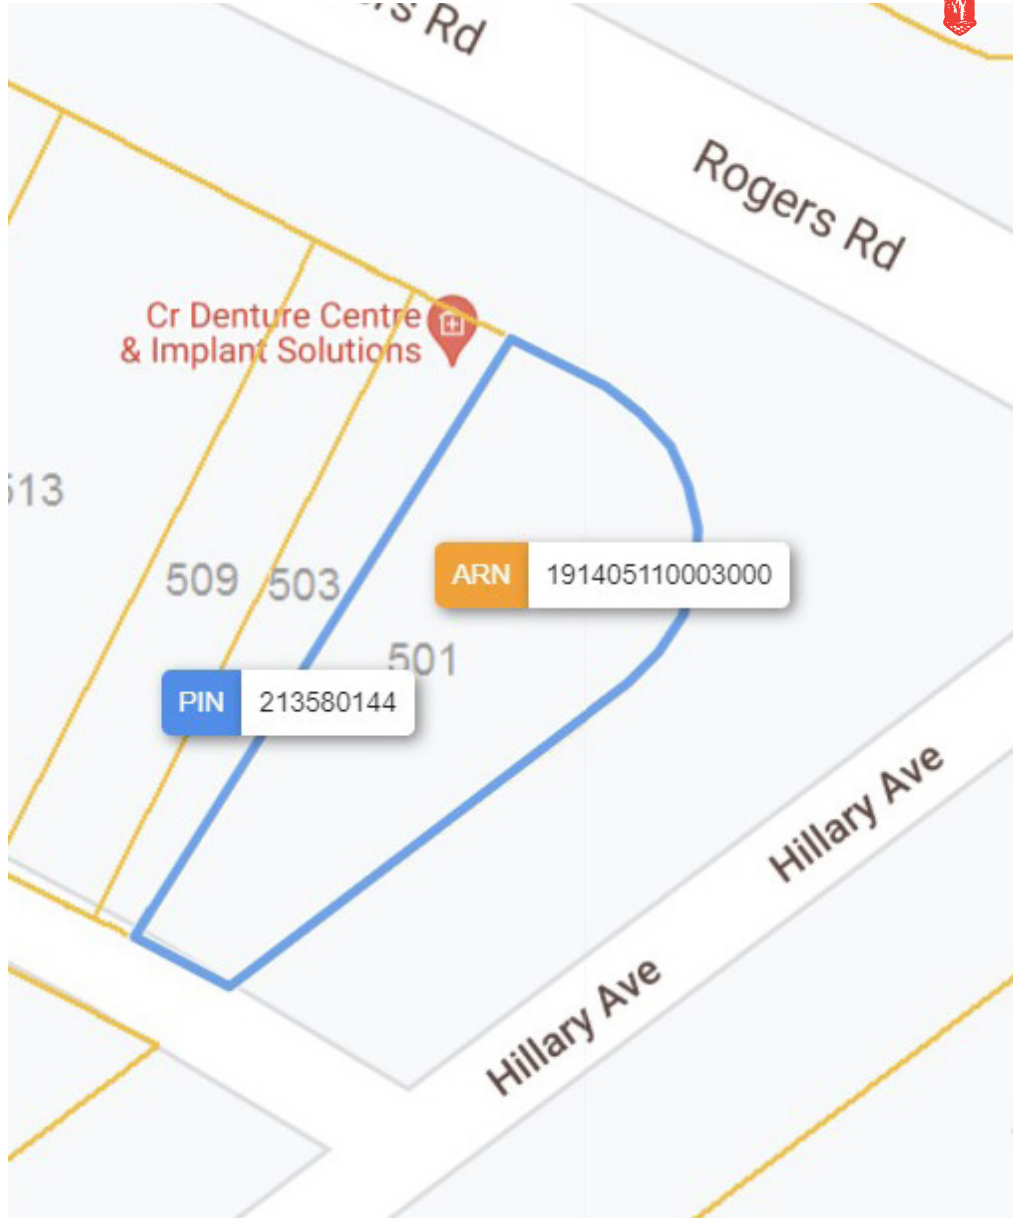 Rd
Rogers Rd
Cr Denture Centre
& Implant Solutions
509
503
ARN 191405110003000
501
PIN 213580144
Hillary Ave
Hillary Ave